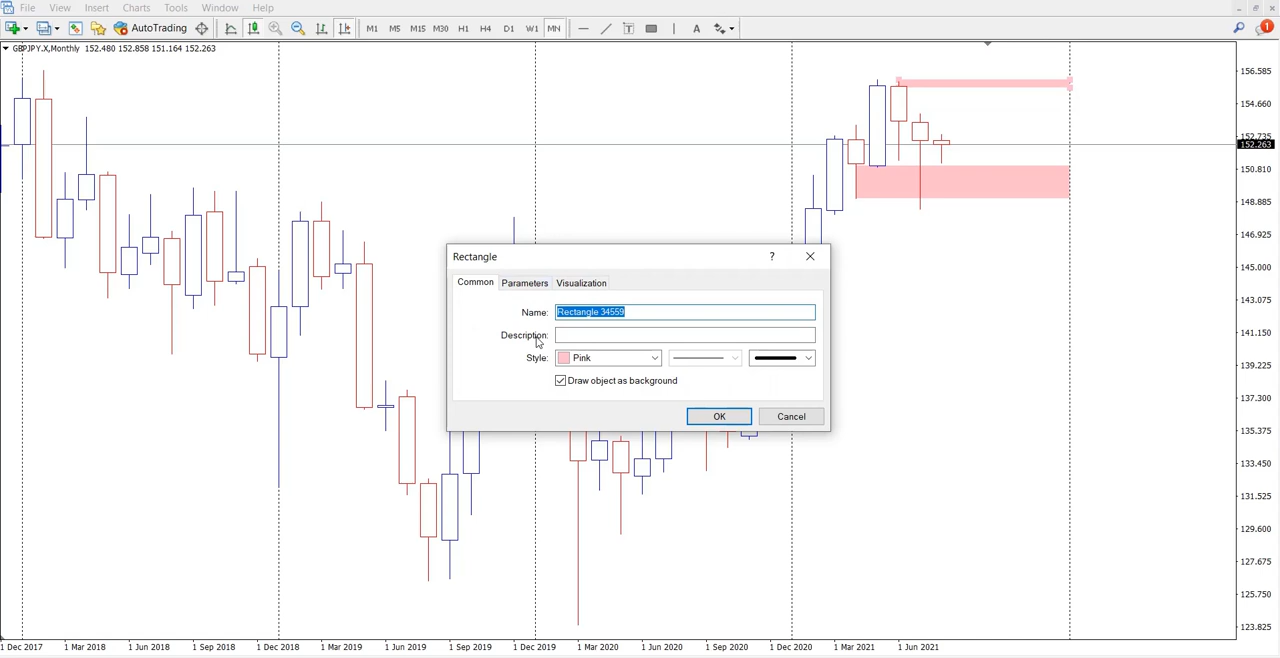 File View Insert Charts Tools Window Help
AutoTrading M1 M5 M15 M30 H1 H4 D1 W1 MN T A 1
GBPJPY.X,Monthly 152.480 152.858 151.164 152.263
156.585
154.660
152.735
152.263
150.810
148.885
146.925
145.000
143.075
141.150
139.225
137.300
135.375
133.450
131.525
129.600
127.675
125.750
123.825
Rectangle ?
Common Parameters Visualization
Name: Rectangle 34559
Description:
Style: Pink
Draw object as background
OK Cancel
1 Dec 2017 1 Mar 2018 1 Jun 2018 1 Sep 2018 1 Dec 2018 1 Mar 2019 1 Jun 2019 1 Sep 2019 1 Dec 2019 1 Mar 2020 1 Jun 2020 1 Sep 2020 1 Dec 2020 1 Mar 2021 1 Jun 2021